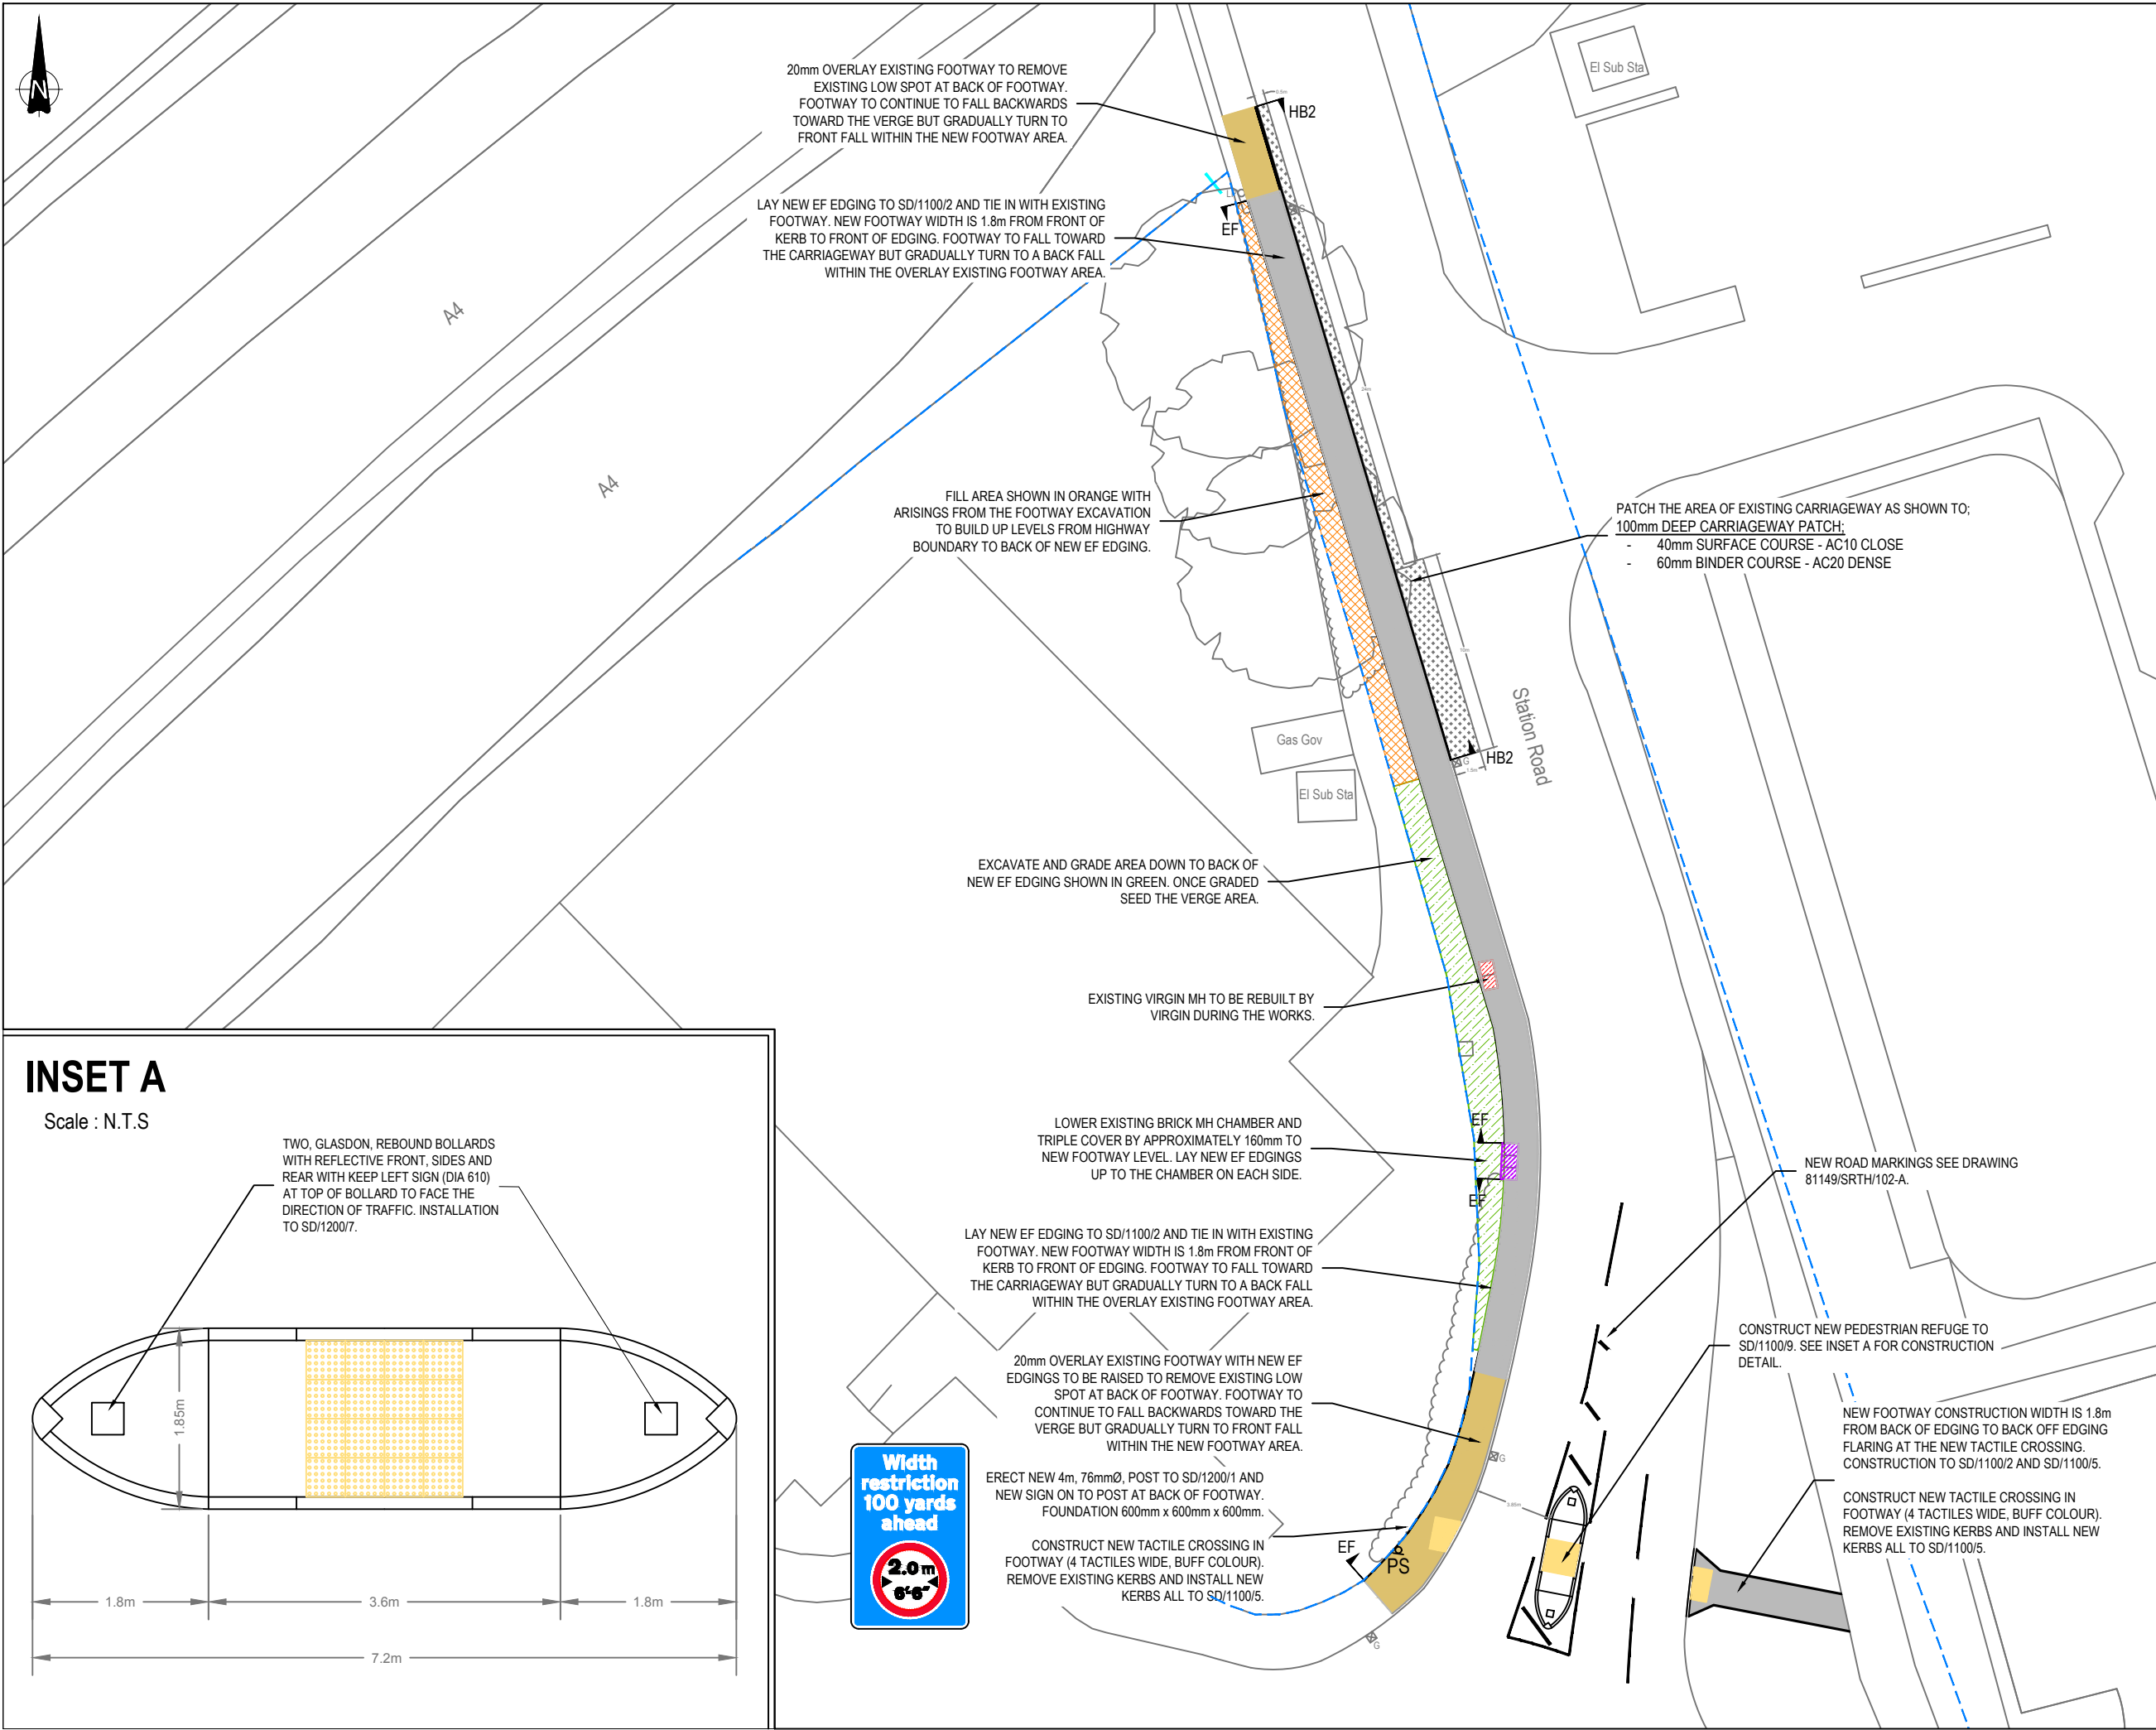 N
20mm OVERLAY EXISTING FOOTWAY TO REMOVE
EXISTING LOW SPOT AT BACK OF FOOTWAY.
FOOTWAY TO CONTINUE TO FALL BACKWARDS
TOWARD THE VERGE BUT GRADUALLY TURN TO
FRONT FALL WITHIN THE NEW FOOTWAY AREA.
El Sub Sta
0.5m
HB2
LAY NEW EF EDGING TO SD/1100/2 AND TIE IN WITH EXISTING
FOOTWAY. NEW FOOTWAY WIDTH IS 1.8m FROM FRONT OF
KERB TO FRONT OF EDGING. FOOTWAY TO FALL TOWARD
THE CARRIAGEWAY BUT GRADUALLY TURN TO A BACK FALL
WITHIN THE OVERLAY EXISTING FOOTWAY AREA.
EF
A4
A4
24m
FILL AREA SHOWN IN ORANGE WITH
ARISINGS FROM THE FOOTWAY EXCAVATION
TO BUILD UP LEVELS FROM HIGHWAY
BOUNDARY TO BACK OF NEW EF EDGING.
PATCH THE AREA OF EXISTING CARRIAGEWAY AS SHOWN TO;
100mm DEEP CARRIAGEWAY PATCH;
- 40mm SURFACE COURSE - AC10 CLOSE
- 60mm BINDER COURSE - AC20 DENSE
10m
Station Road
Gas Gov
HB2
G
1.5m
El Sub Sta
EXCAVATE AND GRADE AREA DOWN TO BACK OF
NEW EF EDGING SHOWN IN GREEN. ONCE GRADED
SEED THE VERGE AREA.
EXISTING VIRGIN MH TO BE REBUILT BY
VIRGIN DURING THE WORKS.
LOWER EXISTING BRICK MH CHAMBER AND
TRIPLE COVER BY APPROXIMATELY 160mm TO
NEW FOOTWAY LEVEL. LAY NEW EF EDGINGS
UP TO THE CHAMBER ON EACH SIDE.
EF
EF
NEW ROAD MARKINGS SEE DRAWING
81149/SRTH/102-A.
LAY NEW EF EDGING TO SD/1100/2 AND TIE IN WITH EXISTING
FOOTWAY. NEW FOOTWAY WIDTH IS 1.8m FROM FRONT OF
KERB TO FRONT OF EDGING. FOOTWAY TO FALL TOWARD
THE CARRIAGEWAY BUT GRADUALLY TURN TO A BACK FALL
WITHIN THE OVERLAY EXISTING FOOTWAY AREA.
CONSTRUCT NEW PEDESTRIAN REFUGE TO
SD/1100/9. SEE INSET A FOR CONSTRUCTION
DETAIL.
20mm OVERLAY EXISTING FOOTWAY WITH NEW EF
EDGINGS TO BE RAISED TO REMOVE EXISTING LOW
SPOT AT BACK OF FOOTWAY. FOOTWAY TO
CONTINUE TO FALL BACKWARDS TOWARD THE
VERGE BUT GRADUALLY TURN TO FRONT FALL
WITHIN THE NEW FOOTWAY AREA.
G
NEW FOOTWAY CONSTRUCTION WIDTH IS 1.8m
FROM BACK OF EDGING TO BACK OFF EDGING
FLARING AT THE NEW TACTILE CROSSING.
CONSTRUCTION TO SD/1100/2 AND SD/1100/5.
CONSTRUCT NEW TACTILE CROSSING IN
FOOTWAY (4 TACTILES WIDE, BUFF COLOUR).
REMOVE EXISTING KERBS AND INSTALL NEW
KERBS ALL TO SD/1100/5.
ERECT NEW 4m, 76mmØ, POST TO SD/1200/1 AND
NEW SIGN ON TO POST AT BACK OF FOOTWAY.
FOUNDATION 600mm x 600mm x 600mm.
CONSTRUCT NEW TACTILE CROSSING IN
FOOTWAY (4 TACTILES WIDE, BUFF COLOUR).
REMOVE EXISTING KERBS AND INSTALL NEW
KERBS ALL TO SD/1100/5.
EF
PS
G
Width
restriction
100 yards
ahead
2.0m
6'-6"
INSET A
Scale : N.T.S
TWO, GLASDON, REBOUND BOLLARDS
WITH REFLECTIVE FRONT, SIDES AND
REAR WITH KEEP LEFT SIGN (DIA 610)
AT TOP OF BOLLARD TO FACE THE
DIRECTION OF TRAFFIC. INSTALLATION
TO SD/1200/7.
1.85m
1.8m
3.6m
1.8m
7.2m